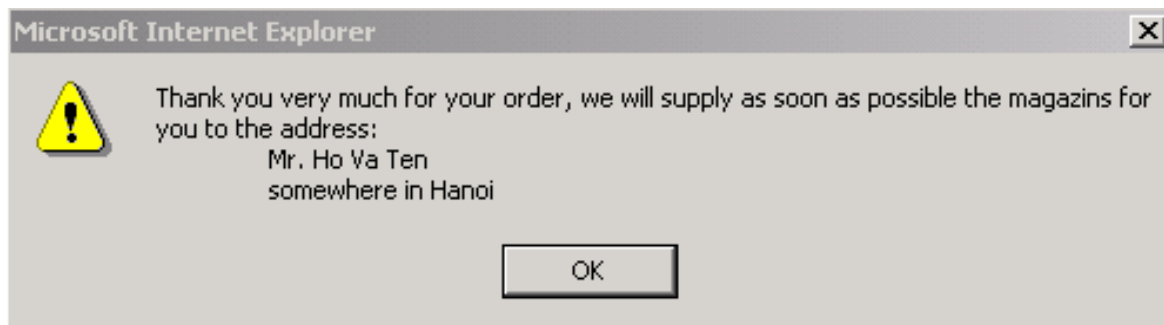 Microsoft Internet Explorer
Thank you very much for your order, we will supply as soon as possible the magazins for
you to the address:
Mr. Ho Va Ten
somewhere in Hanoi
OK